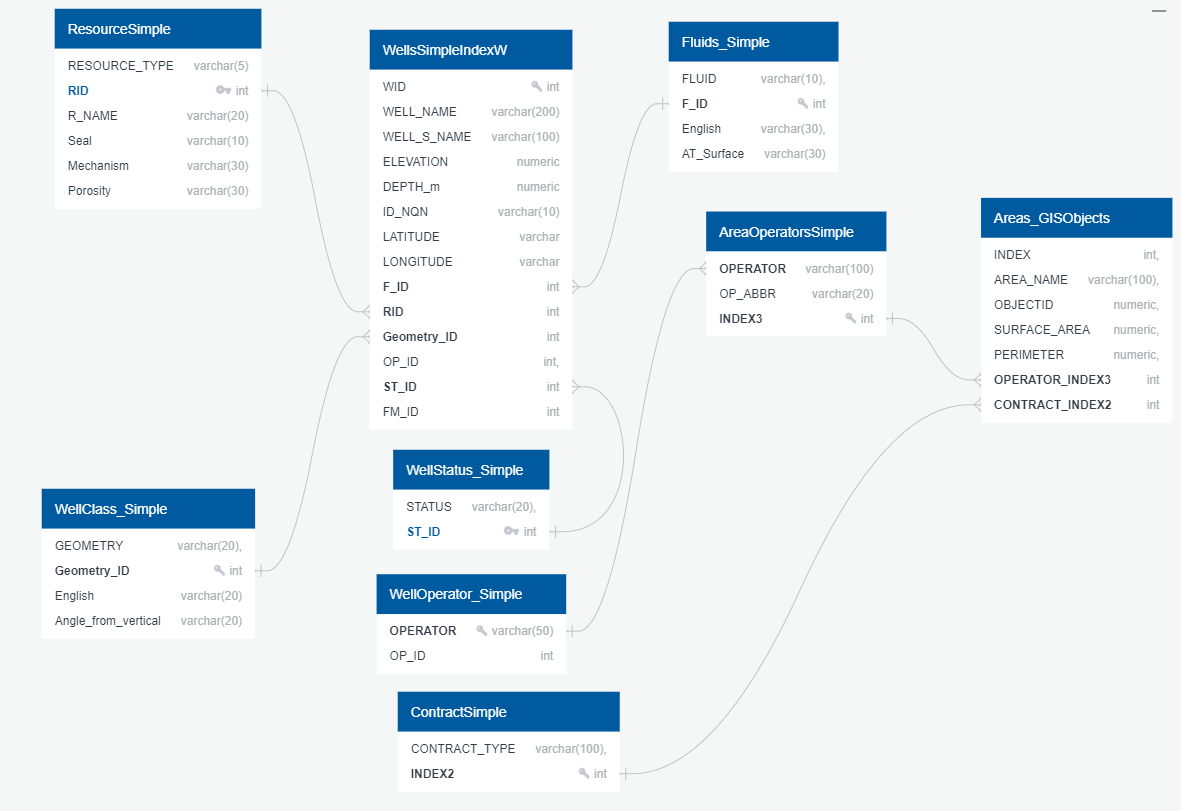 ResourceSimple
RESOURCE_TYPE varchar(5)
RID int
R_NAME varchar(20)
Seal varchar(10)
Mechanism varchar(30)
Porosity varchar(30)
WellsSimpleIndexW
WID int
WELL_NAME varchar(200)
WELL_S_NAME varchar(100)
ELEVATION numeric
DEPTH_m numeric
ID_NQN varchar(10)
LATITUDE varchar
LONGITUDE varchar
F_ID int
RID int
Geometry_ID int
OP_ID int,
ST_ID int
FM_ID int
Fluids_Simple
FLUID varchar(10),
F_ID int
English varchar(30),
AT_Surface varchar(30)
AreaOperatorsSimple
OPERATOR varchar(100)
OP_ABBR varchar(20)
INDEX3 int
Areas_GISObjects
INDEX int,
AREA_NAME varchar(100),
OBJECTID numeric,
SURFACE_AREA numeric,
PERIMETER numeric,
OPERATOR_INDEX3 int
CONTRACT_INDEX2 int
WellStatus_Simple
STATUS varchar(20),
ST_ID int
WellClass_Simple
GEOMETRY varchar(20),
Geometry_ID int
English varchar(20)
Angle_from_vertical varchar(20)
WellOperator_Simple
OPERATOR varchar(50)
OP_ID int
ContractSimple
CONTRACT_TYPE varchar(100),
INDEX2 int